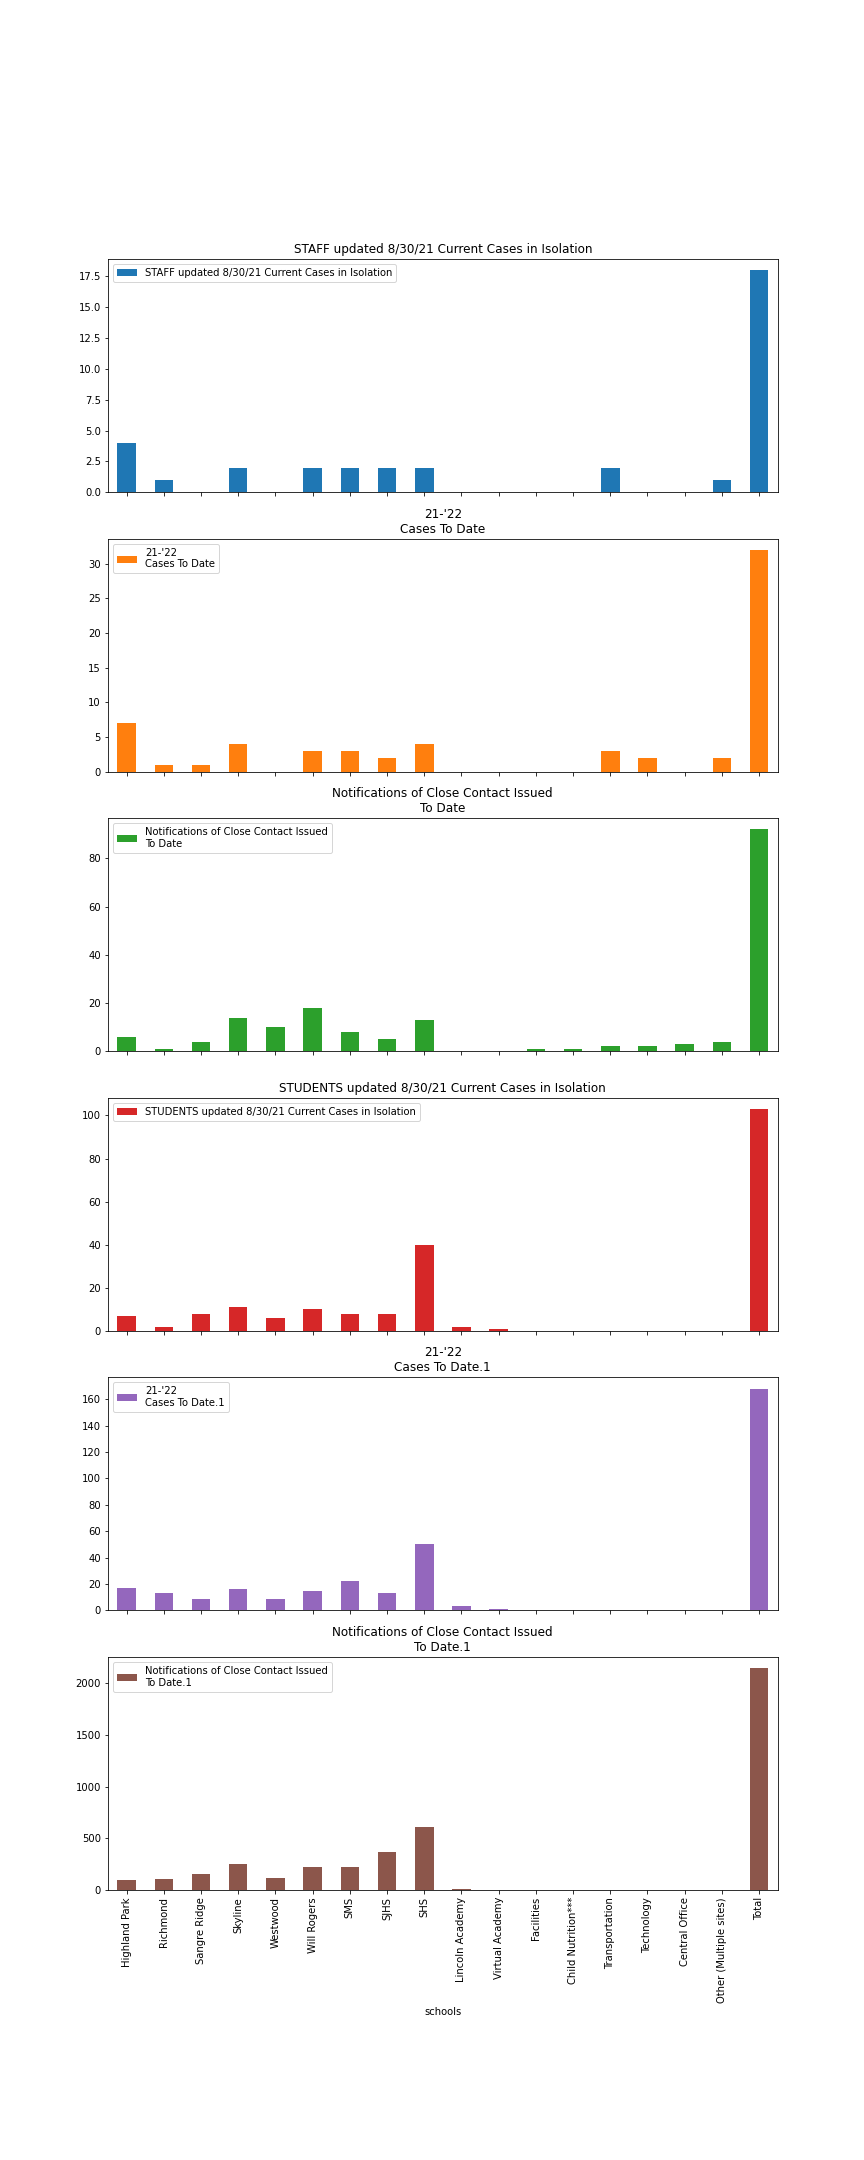 STAFF updated 8/30/21 Current Cases in Isolation
STAFF updated 8/30/21 Current Cases in Isolation
17.5
15.0
12.5
10.0
7.5
5.0
2.5
0.0
21-'22
Cases To Date
21-'22
Cases To Date
30
25
20
15
10
5
0
Notifications of Close Contact Issued
To Date
Notifications of Close Contact Issued
To Date
80
60
40
20
0
STUDENTS updated 8/30/21 Current Cases in Isolation
STUDENTS updated 8/30/21 Current Cases in Isolation
100
80
60
40
20
0
21-'22
Cases To Date.1
21-'22
Cases To Date.1
160
140
120
100
80
60
40
20
0
Notifications of Close Contact Issued
To Date.1
Notifications of Close Contact Issued
To Date.1
2000
1500
1000
500
0
Highland Park
Richmond
Sangre Ridge
Skyline
Westwood
Will Rogers
SMS
SJHS
SHS
Lincoln Academy
Virtual Academy
Facilities
Child Nutrition***
Transportation
Technology
Central Office
Other (Multiple sites)
Total
schools